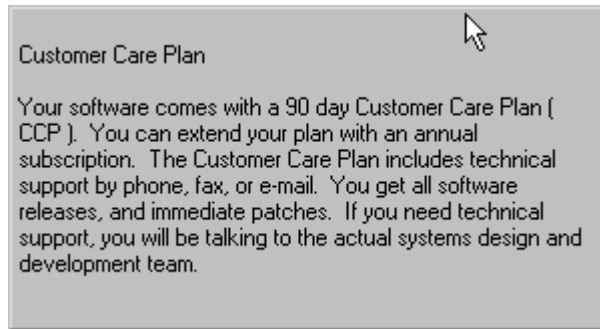 Customer Care Plan
Your software comes with a 90 day Customer Care Plan (
CCP ).  You can extend your plan with an annual
subscription.  The Customer Care Plan includes technical
support by phone, fax, or e-mail.  You get all software
releases, and immediate patches.  If you need technical
support, you will be talking to the actual systems design and
development team.